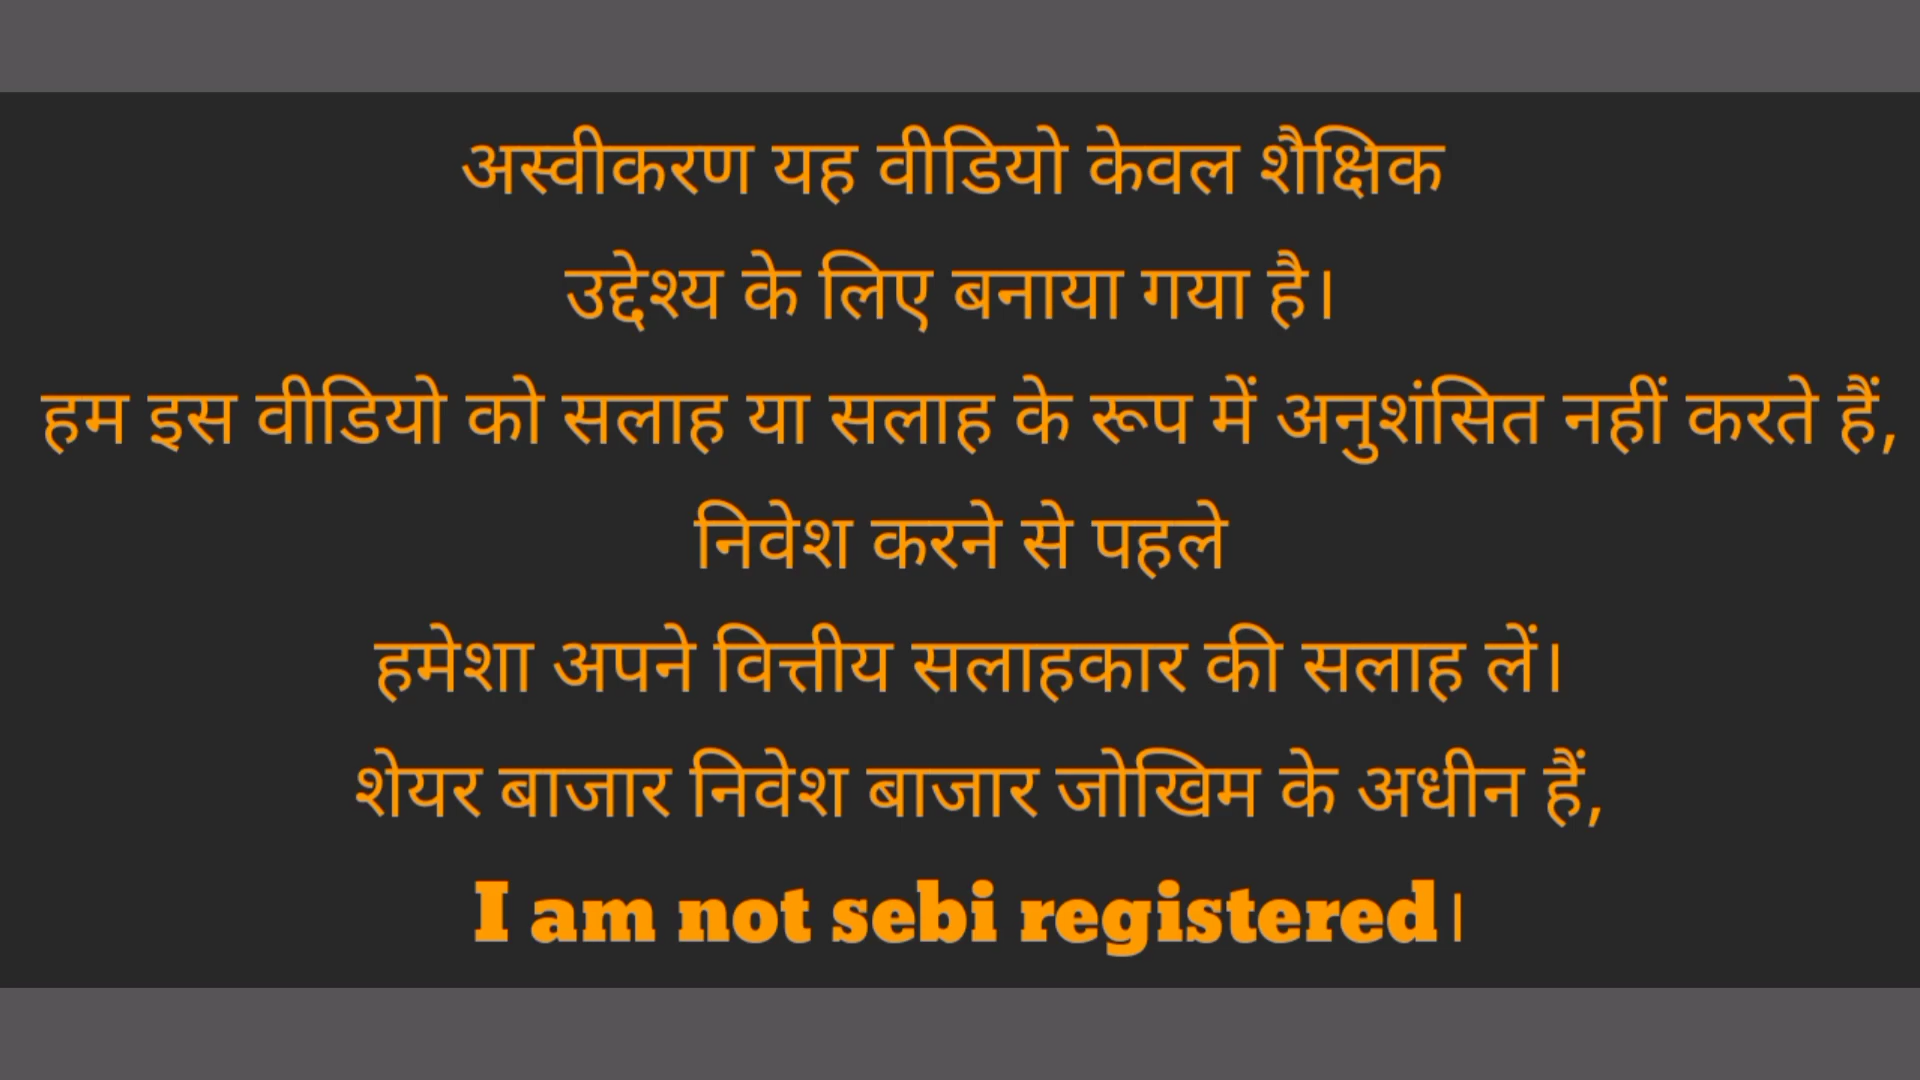 अस्वीकरण यह वीडियो केवल शैक्षिक
उद्देश्य के लिए बनाया गया है।
हम इस वीडियो को सलाह या सलाह के रूप में अनुशंसित नहीं करते हैं,
निवेश करने से पहले
हमेशा अपने वित्तीय सलाहकार की सलाह लें।
शेयर बाजार निवेश बाजार जोखिम के अधीन हैं,
I am not sebi registered।